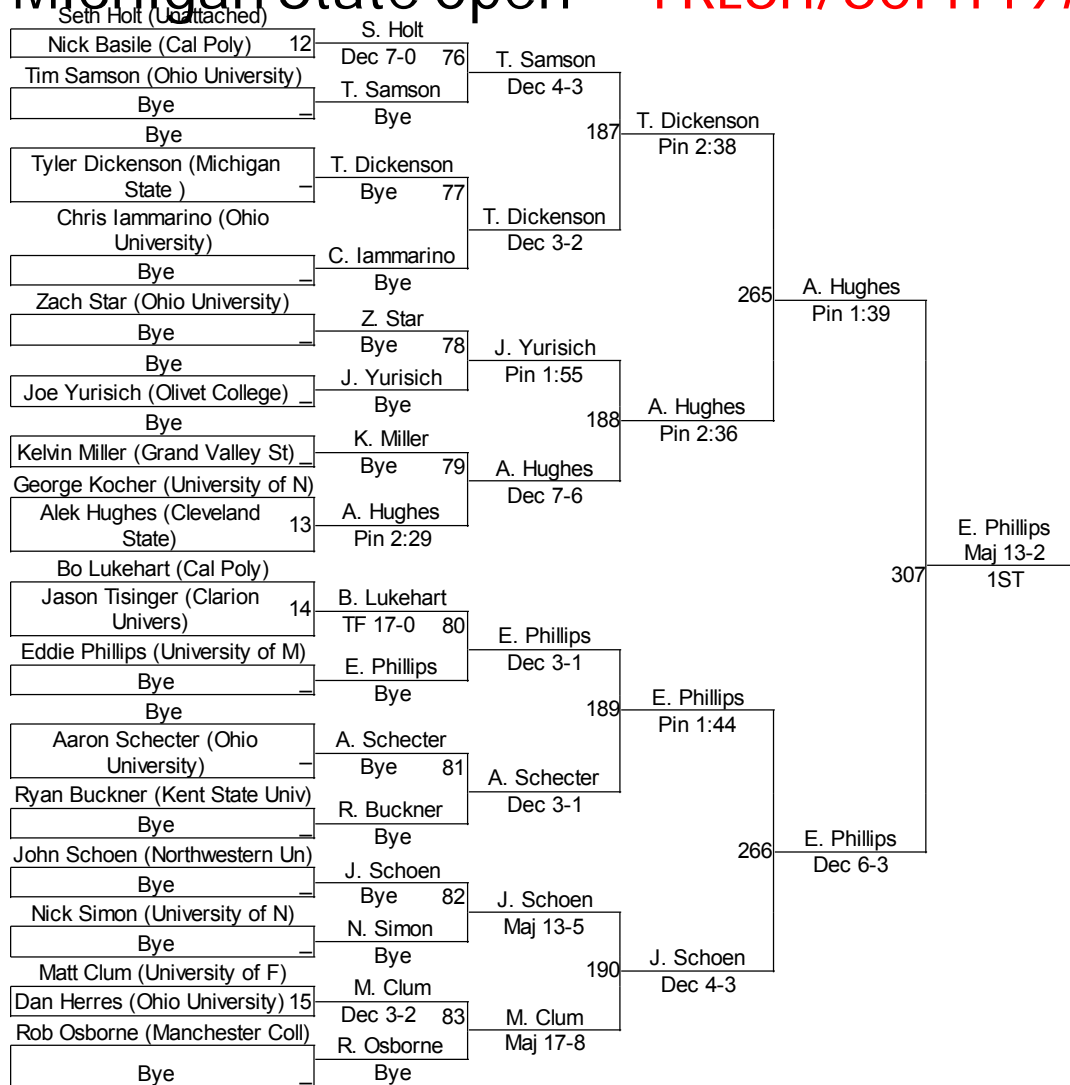 Michigan State open FRESH/SOPH 197
Seth Holt (Unattached)
Nick Basile (Cal Poly) 12
Tim Samson (Ohio University)
Bye _
Bye
Tyler Dickenson (Michigan
State ) _
Chris Iammarino (Ohio
University)
Bye _
Zach Star (Ohio University)
Bye _
Bye
Joe Yurisich (Olivet College) _
Bye
Kelvin Miller (Grand Valley St) _
George Kocher (University of N)
Alek Hughes (Cleveland
State) 13
Bo Lukehart (Cal Poly)
Jason Tisinger (Clarion
Univers) 14
Eddie Phillips (University of M)
Bye _
Bye
Aaron Schecter (Ohio
University) _
Ryan Buckner (Kent State Univ)
Bye _
John Schoen (Northwestern Un)
Bye _
Nick Simon (University of N)
Bye _
Matt Clum (University of F)
Dan Herres (Ohio University) 15
Rob Osborne (Manchester Coll)
Bye _
S. Holt
Dec 7-0 76
T. Samson
Bye
T. Dickenson
Bye 77
C. Iammarino
Bye
Z. Star
Bye 78
J. Yurisich
Bye
K. Miller
Bye 79
A. Hughes
Pin 2:29
B. Lukehart
TF 17-0 80
E. Phillips
Bye
A. Schecter
Bye 81
R. Buckner
Bye
J. Schoen
Bye 82
N. Simon
Bye
M. Clum
Dec 3-2 83
R. Osborne
Bye
T. Samson
Dec 4-3
187
T. Dickenson
Dec 3-2
J. Yurisich
Pin 1:55
188
A. Hughes
Dec 7-6
E. Phillips
Dec 3-1
189
A. Schecter
Dec 3-1
J. Schoen
Maj 13-5
190
M. Clum
Maj 17-8
T. Dickenson
Pin 2:38
265
A. Hughes
Pin 2:36
E. Phillips
Pin 1:44
266
J. Schoen
Dec 4-3
A. Hughes
Pin 1:39
307
E. Phillips
Dec 6-3
E. Phillips
Maj 13-2
1ST